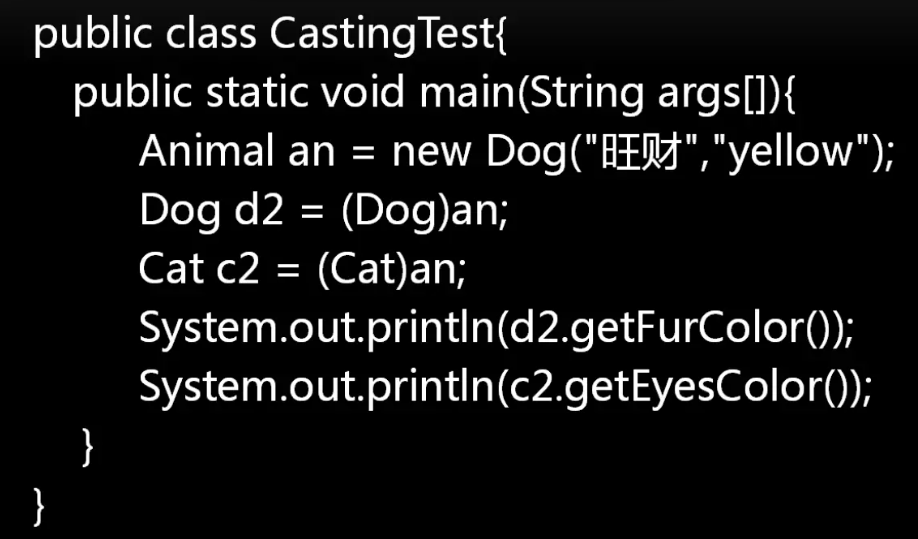 public class CastingTest{
public static void main(String args[]){
Animal an = new Dog("旺财","yellow");
Dog d2 = (Dog)an;
Cat c2 = (Cat)an;
System.out.println(d2.getFurColor());
System.out.println(c2.getEyesColor());
}
}